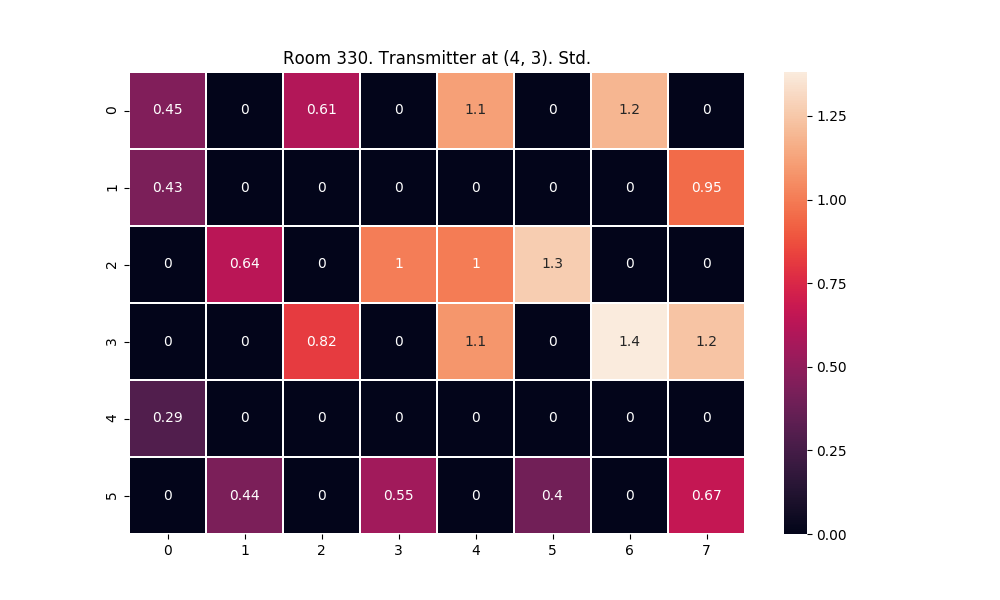 Room 330. Transmitter at (4, 3). Std.
0 0.45 0 0.61 0 1.1 0 1.2 0
1 0.43 0 0 0 0 0 0 0.95
2 0 0.64 0 1 1 1.3 0 0
3 0 0 0.82 0 1.1 0 1.4 1.2
4 0.29 0 0 0 0 0 0 0
5 0 0.44 0 0.55 0 0.4 0 0.67
0 1 2 3 4 5 6 7
1.25
1.00
0.75
0.50
0.25
0.00